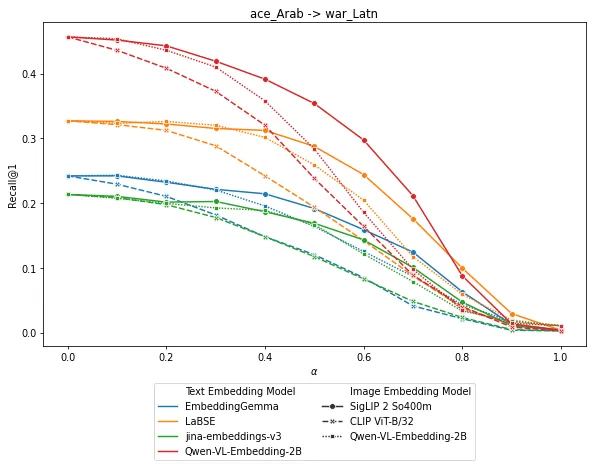 ace_Arab -> war_Latn
Recall@1
0.4
0.3
0.2
0.1
0.0
0.0 0.2 0.4 0.6 0.8 1.0
α
Text Embedding Model Image Embedding Model
EmbeddingGemma SigLIP 2 So400m
LaBSE CLIP ViT-B/32
jina-embeddings-v3 Qwen-VL-Embedding-2B
Qwen-VL-Embedding-2B